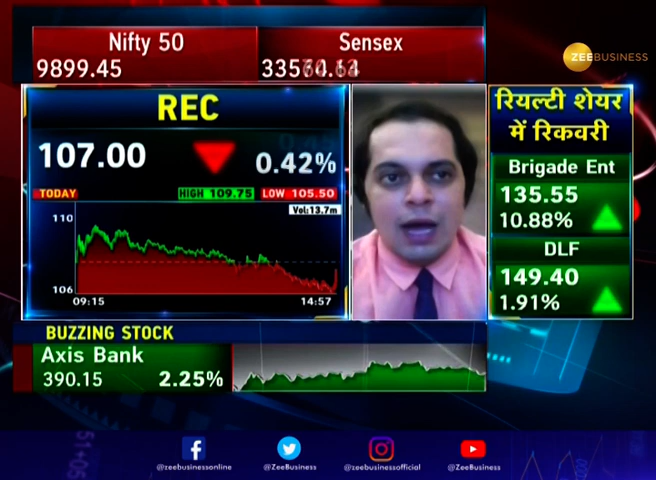 Nifty 50
Sensex
9899.45
ZEEBUSINESS
REC
107.00
0.42%
TODAY
HIGH 109.75
LOW 105.50
Vol:13.7m
110
106
09:15
14:57
रियल्टी शेयर
में रिकवरी
Brigade Ent
135.55
10.88%
DLF
149.40
1.91%
BUZZING STOCK
Axis Bank
390.15
2.25%
@zeebusinessonline
@ZeeBusiness
@zeebusinessofficial
@ZeeBusiness